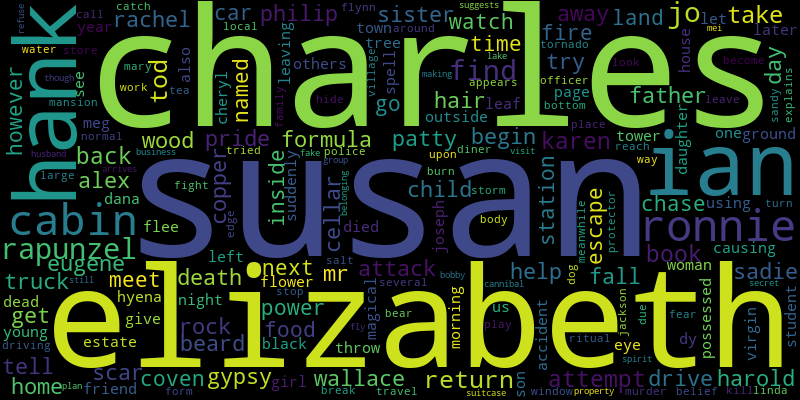 charles
susan
elizabeth
hank
ian
cabin
ronnie
rapunzel
jo
find
philip
rachel
car
sister
watch
time
away
land
fire
take
let
day
try
later
tree
town
around
local
catch
call
year
refuse
flynn
suggests
water
store
mary
work
tea
spell
others
cheryl
named
leaving
also
tod
see
though
mansion
become
look
tornado
mei
lake
making
village
appears
officer
hide
family
go
hair
leaf
page
bottom
father
house
leave
sandy
explains
however
meg
normal
husband
large
back
alex
dana
wood
pride
formula
police
tried
business
arrives
copper
inside
suddenly
fight
edge
fake
group
patty
outside
begin
upon
diner
visit
karen
place
tower
reach
daughter
one
ground
way
using
turn
child
burn
storm
station
chase
book
causing
flee
left
cellar
died
belonging
salt
joseph
body
escape
meanwhile
protector
eugene
truck
meet
death
next
flower
mr
attack
help
fall
woman
sadie
possessed
virgin
student
secret
dead
still
get
young
driving
tell
home
plan
hyena
give
estate
night
scar
friend
coven
form
rock
beard
gypsy
power
food
black
girl
stop
several
bobby
magical
bear
throw
fly
wallace
break
travel
cannibal
us
play
morning
return
suitcase
son
accident
ritual
dog
window
property
attempt
spirit
eye
jackson
due
fear
murder
drive
belief
dy
harold
kill
linda